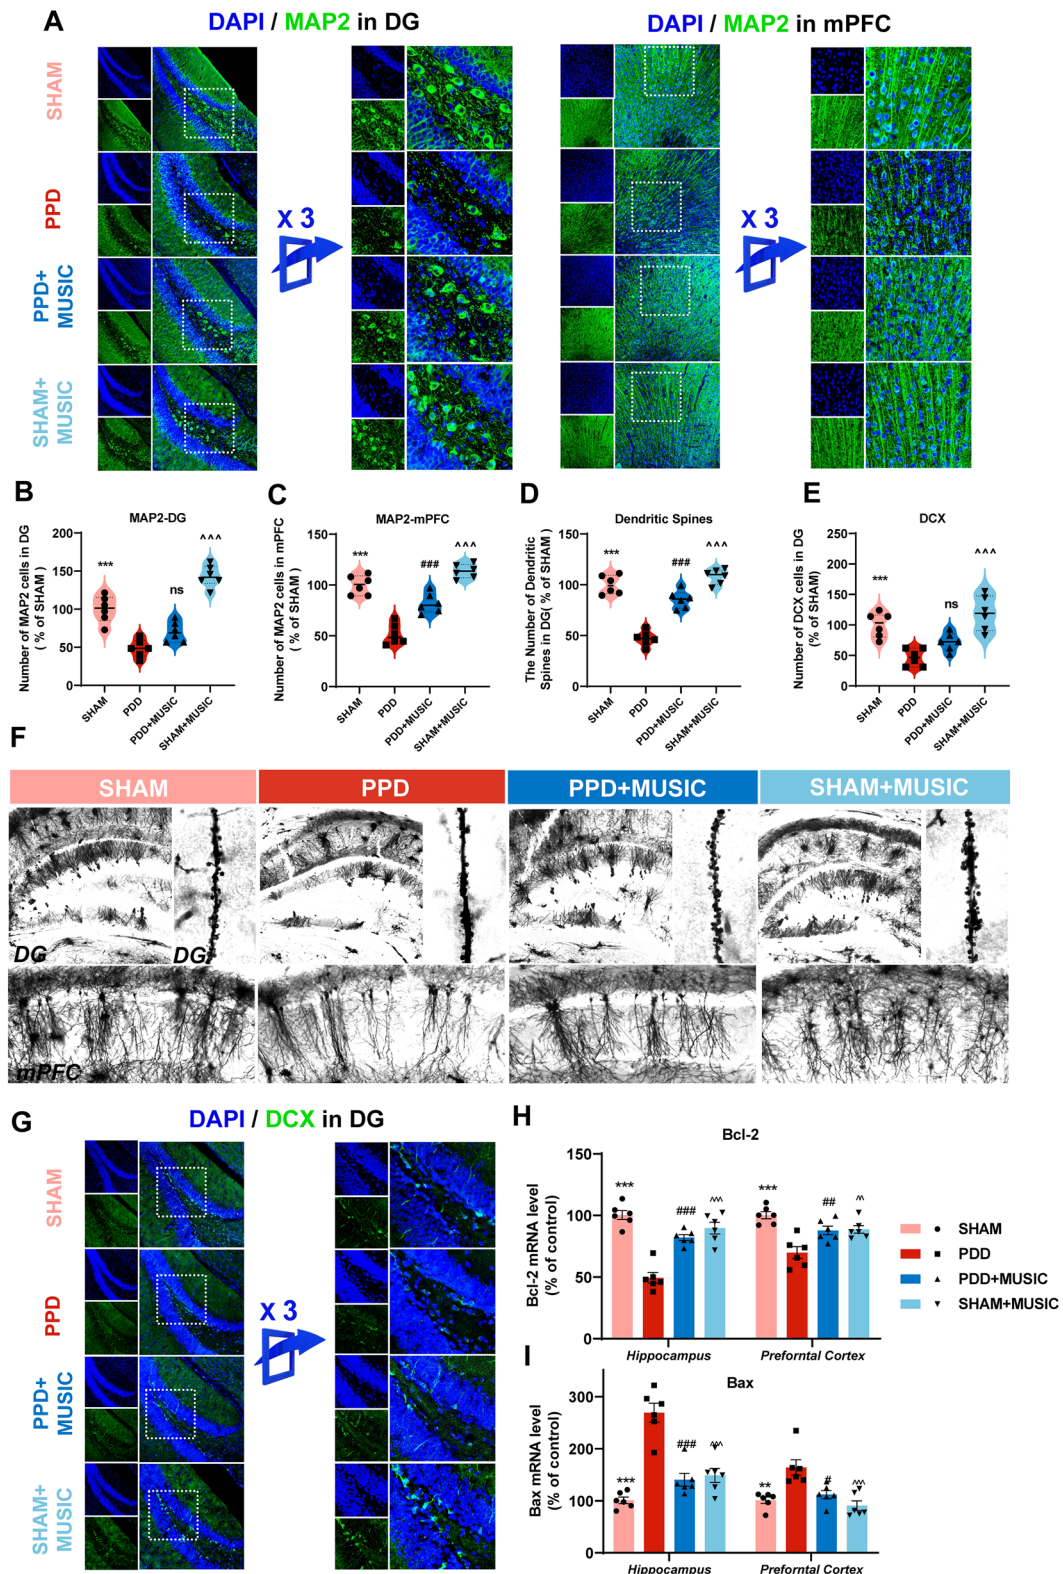 A
DAPI / MAP2 in DG
DAPI / MAP2 in mPFC
SHAM
PPD
PPD+
MUSIC
SHAM+
MUSIC
X 3
X 3
B
MAP2-DG
Number of MAP2 cells in DG
( % of SHAM )
200
150
100
50
0
***
ns
^^^
SHAM
PDD
PDD+MUSIC
SHAM+MUSIC
C
MAP2-mPFC
Number of MAP2 cells in mPFC
( % of SHAM )
150
100
50
0
***
###
^^^
SHAM
PDD
PDD+MUSIC
SHAM+MUSIC
D
Dendritic Spines
The Number of Dendritic
Spines in DG( % of SHAM )
150
100
50
0
***
###
^^^
SHAM
PDD
PDD+MUSIC
SHAM+MUSIC
E
DCX
Number of DCX cells in DG
(% of SHAM)
250
200
150
100
50
0
***
ns
^^^
SHAM
PDD
PDD+MUSIC
SHAM+MUSIC
F
SHAM
PPD
PPD+MUSIC
SHAM+MUSIC
DG
DG
mPFC
G
DAPI / DCX in DG
SHAM
PPD
PPD+
MUSIC
SHAM+
MUSIC
X 3
H
Bcl-2
Bcl-2 mRNA level
(% of control)
150
100
50
0
***
###
^^^
***
##
^^
Hippocampus
Preforntal Cortex
SHAM
PDD
PDD+MUSIC
SHAM+MUSIC
I
Bax
Bax mRNA level
(% of control)
300
200
100
0
***
###
^^^
**
#
^^^
Hippocampus
Preforntal Cortex